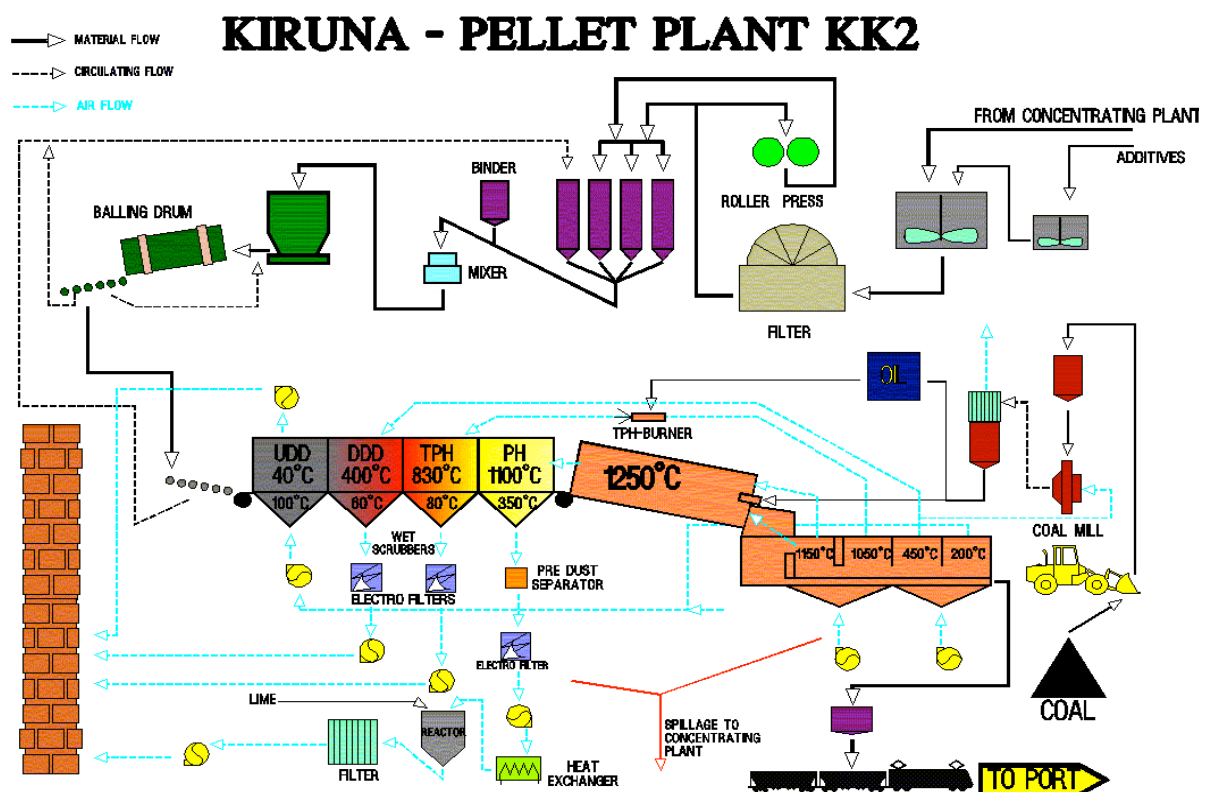 KIRUNA - PELLET PLANT KK2
MATERIAL FLOW
CIRCULATING FLOW
AIR FLOW
FROM CONCENTRATING PLANT
ADDITIVES
BINDER
ROLLER PRESS
BALLING DRUM
MIXER
FILTER
OIL
TPH-BURNER
UDD
40°C
100°C
DDD
400°C
60°C
TPH
830°C
80°C
PH
1100°C
350°C
1250°C
1150°C
1050°C
450°C
200°C
COAL MILL
WET
SCRUBBERS
ELECTRO FILTERS
PRE DUST
SEPARATOR
ELECTRO FILTER
LIME
REACTOR
FILTER
HEAT
EXCHANGER
SPILLAGE TO
CONCENTRATING
PLANT
COAL
TO PORT